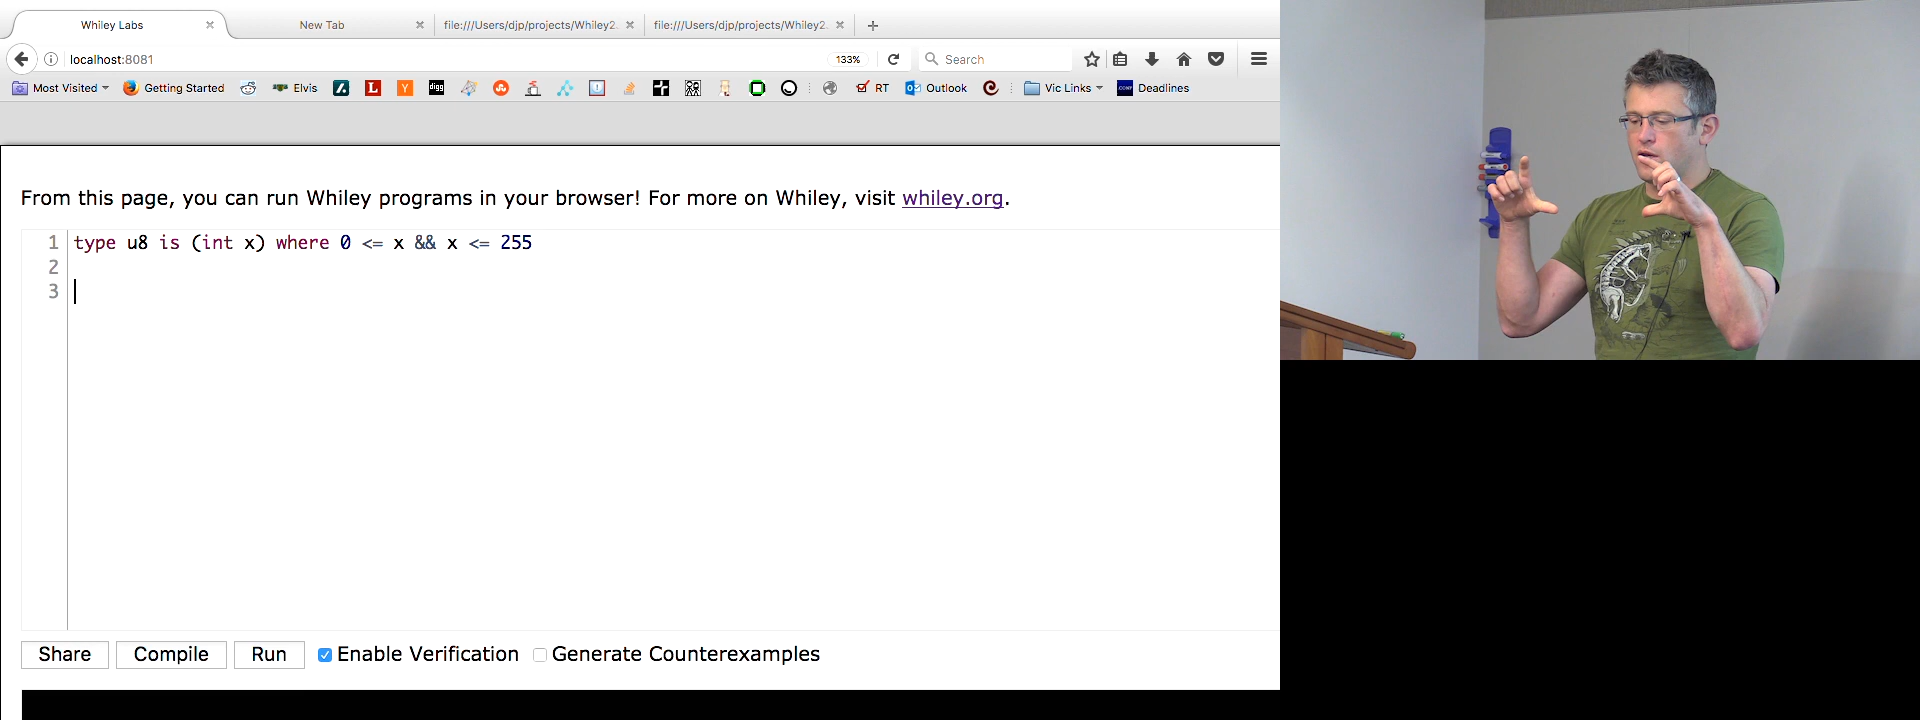 Whiley Labs
New Tab
file:///Users/djp/projects/Whiley2
file:///Users/djp/projects/Whiley2
localhost:8081
133%
Search
Most Visited
Getting Started
Elvis
L
Y
digg
RT
Outlook
Vic Links
Deadlines
From this page, you can run Whiley programs in your browser! For more on Whiley, visit whiley.org.
1 type u8 is (int x) where 0 <= x && x <= 255
2
3
Share
Compile
Run
Enable Verification
Generate Counterexamples